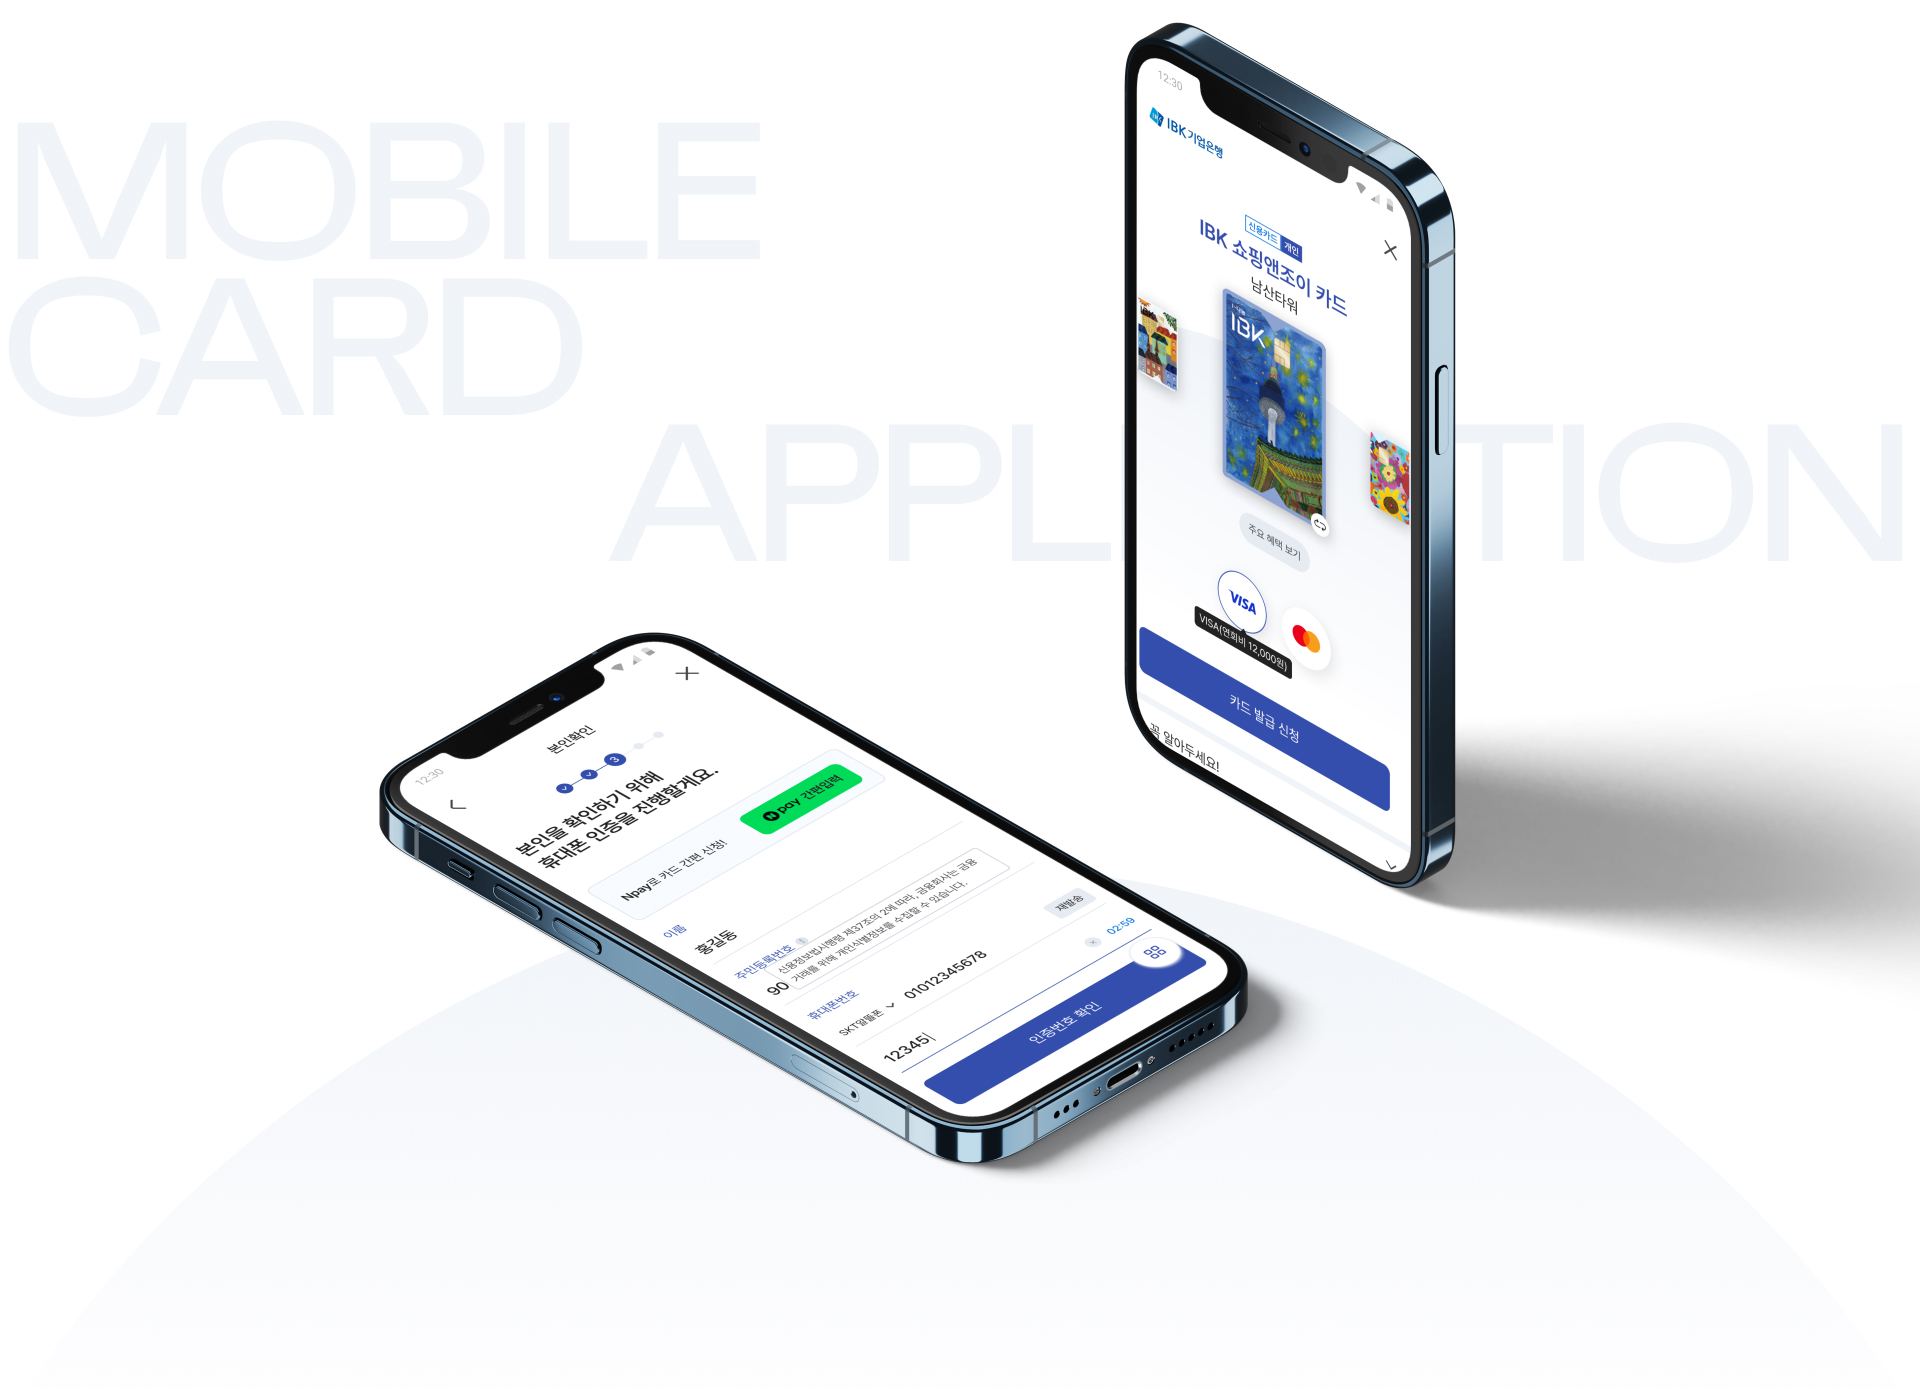 MOBILE
CARD
APPL
TION
12:30
IBK기업은행
신용카드 개인
IBK 쇼핑앤조이 카드
남산타워
IBK
주요 혜택 보기
VISA
VISA(연회비 12,000원)
카드 발급 신청
꼭 알아두세요!
12:30
본인확인
3
본인을 확인하기 위해
휴대폰 인증을 진행할게요.
Npay로 카드 간편 신청!
N pay 간편입력
이름
홍길동
주민등록번호
신용정보법시행령 제37조의 2에 따라, 금융회사는 금융
거래를 위해 개인식별정보를 수집할 수 있습니다.
90
휴대폰번호
재발송
SKT알뜰폰 01012345678
12345
02:59
인증번호 확인